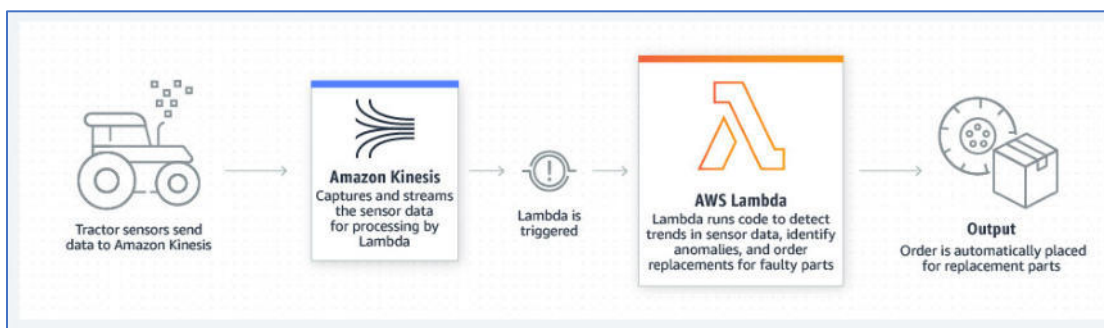 Tractor sensors send
data to Amazon Kinesis
Amazon Kinesis
Captures and streams
the sensor data
for processing by
Lambda
Lambda is
triggered
AWS Lambda
Lambda runs code to detect
trends in sensor data, identify
anomalies, and order
replacements for faulty parts
Output
Order is automatically placed
for replacement parts